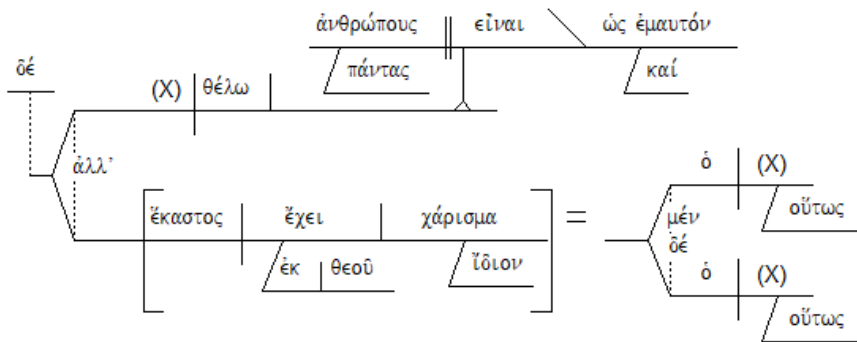 ἀνθρώπους εἶναι ὡς ἐμαυτόν
δέ
πάντας καί
(X) θέλω
ἀλλ’
ὁ (X)
ἕκαστος ἔχει χάρισμα
=
μέν
οὕτως
δέ
ἐκ θεοῦ ἴδιον
ὁ (X)
οὕτως